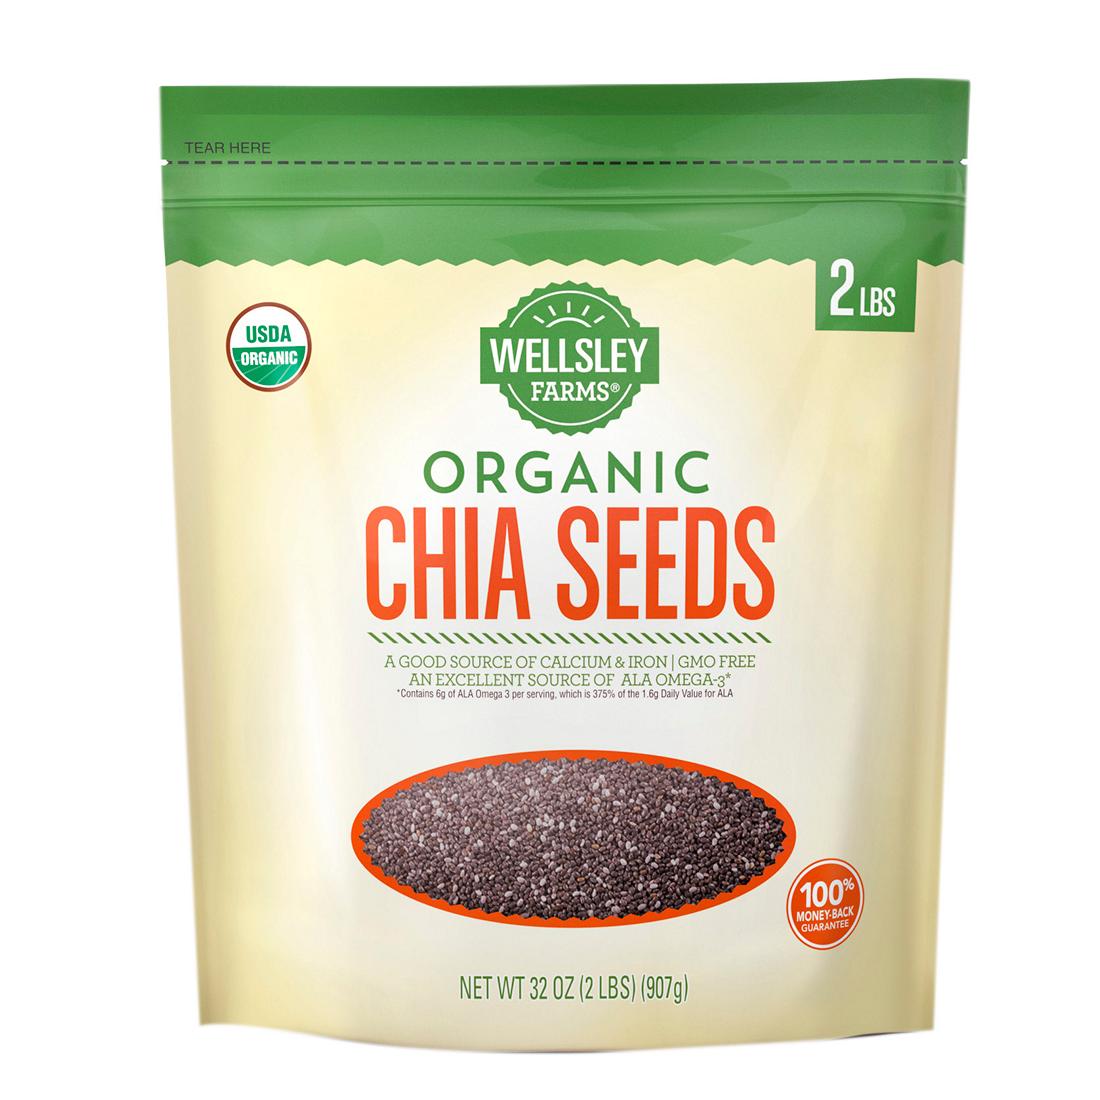 TEAR HERE
2 LBS
USDA
ORGANIC
WELLSLEY
FARMS®
ORGANIC
CHIA SEEDS
A GOOD SOURCE OF CALCIUM & IRON | GMO FREE
AN EXCELLENT SOURCE OF ALA OMEGA-3*
*Contains 6g of ALA Omega 3 per serving, which is 375% of the 1.6g Daily Value for ALA
100%
MONEY-BACK
GUARANTEE
NET WT 32 OZ (2 LBS) (907g)